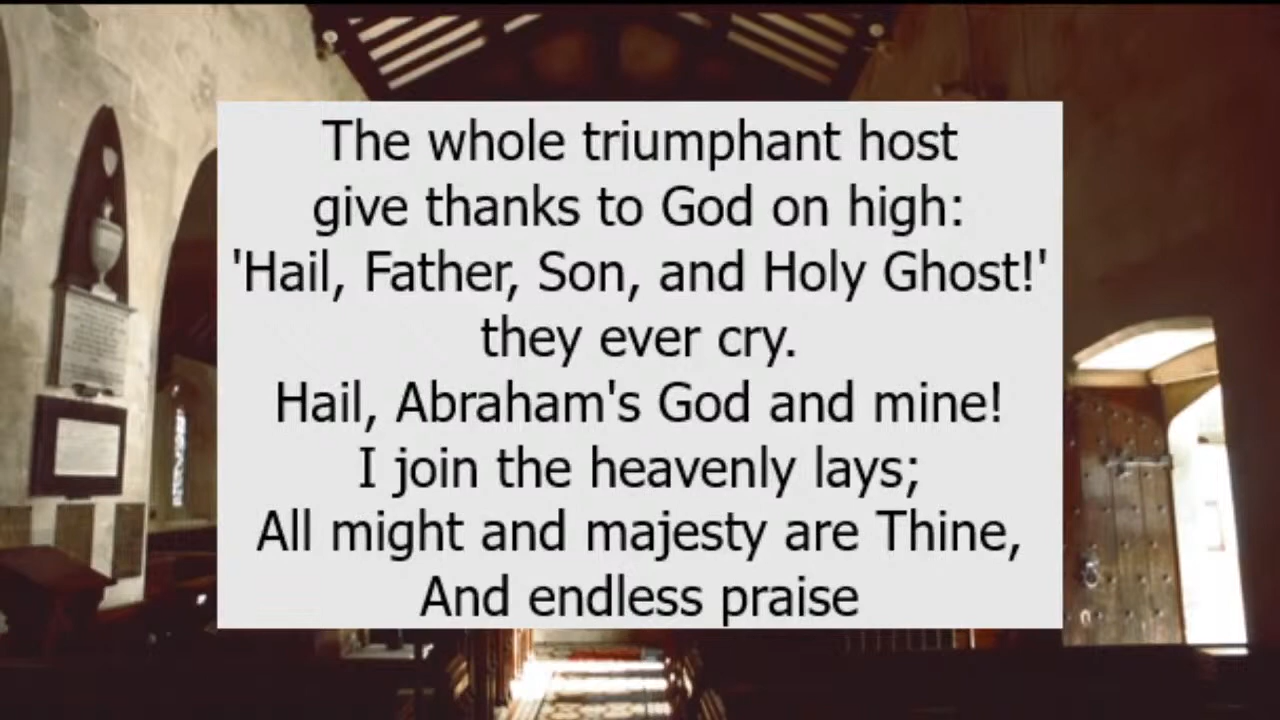 The whole triumphant host
give thanks to God on high:
'Hail, Father, Son, and Holy Ghost!'
they ever cry.
Hail, Abraham's God and mine!
I join the heavenly lays;
All might and majesty are Thine,
And endless praise